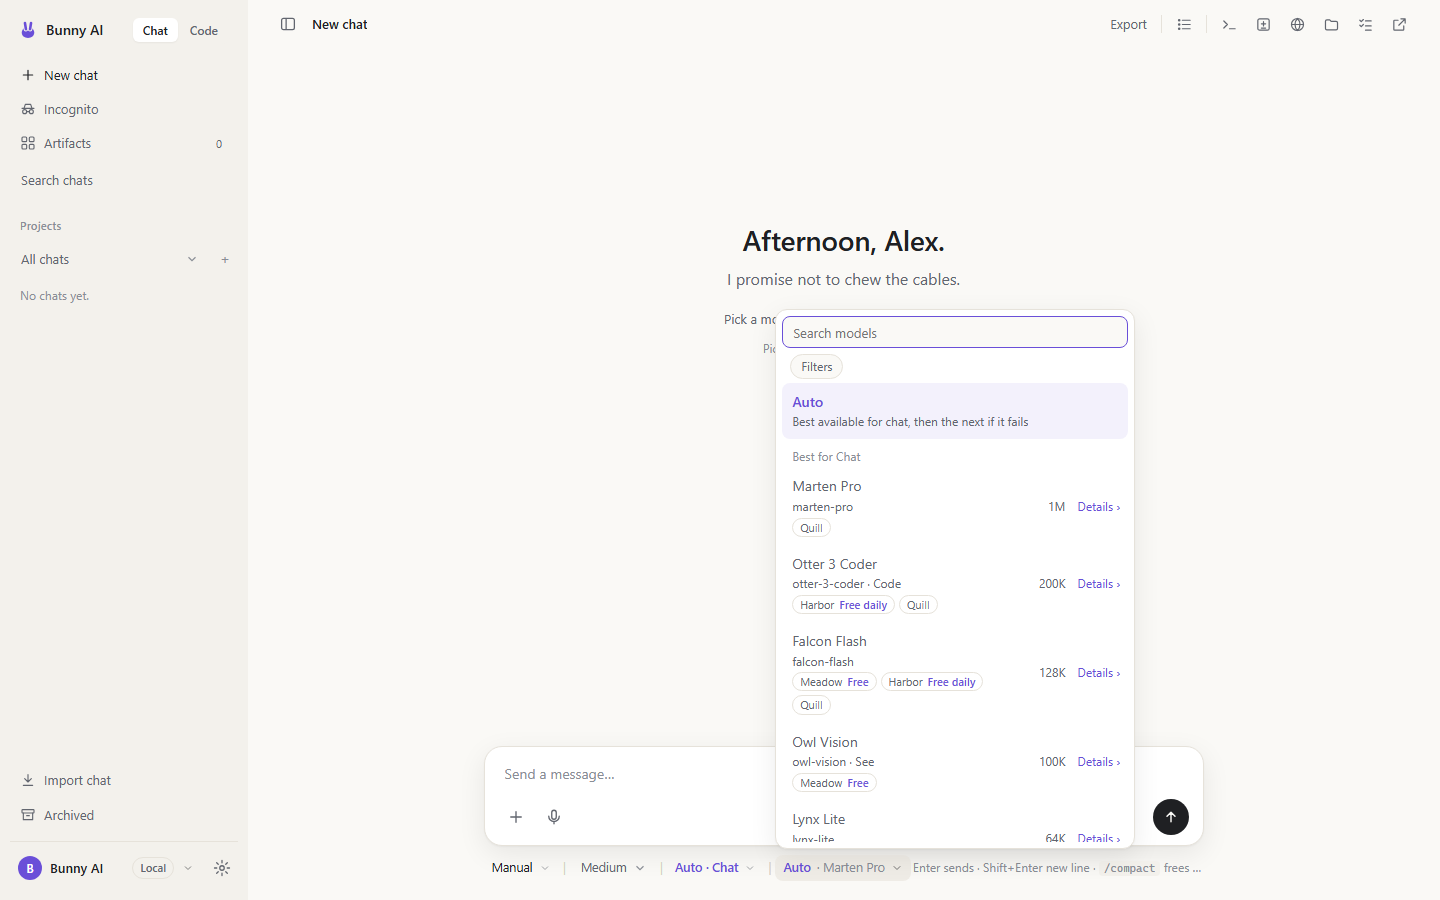 Bunny AI
Chat
Code
New chat
Incognito
Artifacts
0
Search chats
Projects
All chats
+
No chats yet.
Import chat
Archived
B
Bunny AI
Local
New chat
Export
Afternoon, Alex.
I promise not to chew the cables.
Pick a
Search models
Filters
Auto
Best available for chat, then the next if it fails
Best for Chat
Marten Pro
marten-pro
1M
Details ›
Quill
Otter 3 Coder
otter-3-coder · Code
200K
Details ›
Harbor Free daily
Quill
Falcon Flash
falcon-flash
128K
Details ›
Meadow Free
Harbor Free daily
Quill
Owl Vision
owl-vision · See
100K
Details ›
Meadow Free
Lynx Lite
lynx-lite
64K
Details ›
Send a message...
Manual
Medium
Auto · Chat
Auto · Marten Pro
Enter sends · Shift+Enter new line · /compact frees ...